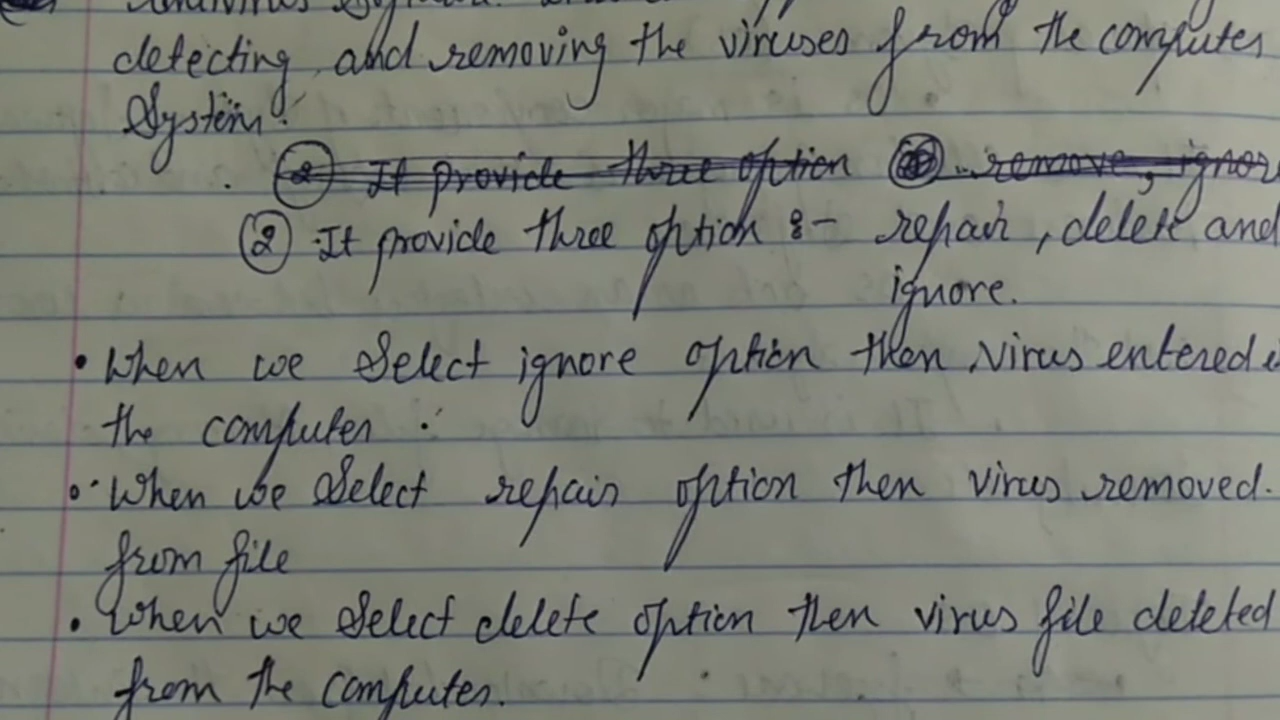 Antivirus System
detecting and removing the viruses from the computer
System.
② It provide three option remove, ignor
② It provide three option :- repair, delete and
ignore.
• When we Select ignore option then virus entered i
the computer.
• When we Select repair option then virus removed.
from file
• When we Select delete option then virus file deleted
from the computer.